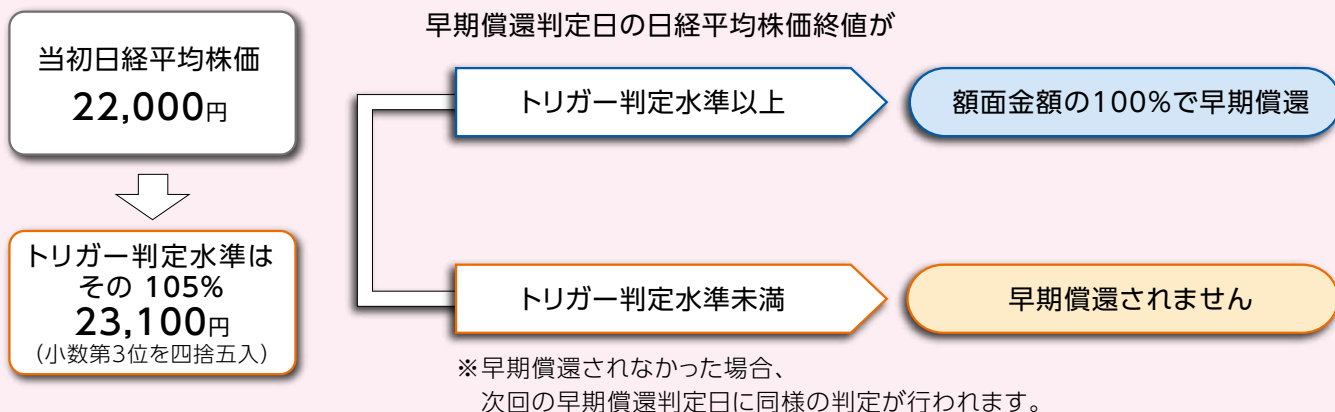 当初日経平均株価
22,000円
トリガー判定水準は
その 105%
23,100円
(小数第3位を四捨五入)
早期償還判定日の日経平均株価終値が
トリガー判定水準以上
額面金額の100%で早期償還
トリガー判定水準未満
早期償還されません
※早期償還されなかった場合、
次回の早期償還判定日に同様の判定が行われます。